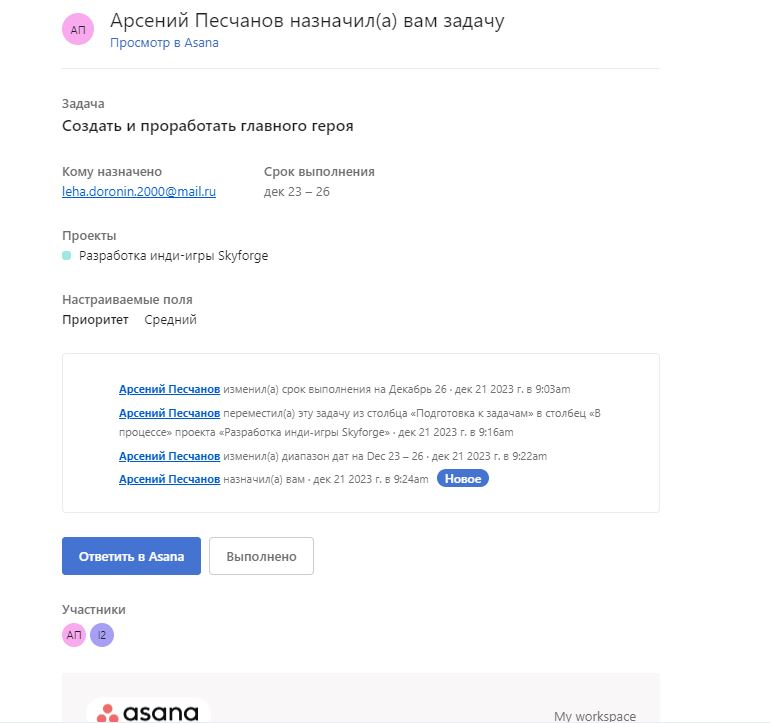 АП
Арсений Песчанов назначил(а) вам задачу
Просмотр в Asana
Задача
Создать и проработать главного героя
Кому назначено Срок выполнения
leha.doronin.2000@mail.ru дек 23 – 26
Проекты
Разработка инди-игры Skyforge
Настраиваемые поля
Приоритет Средний
Арсений Песчанов изменил(а) срок выполнения на Декабрь 26 · дек 21 2023 г. в 9:03am
Арсений Песчанов переместил(а) эту задачу из столбца «Подготовка к задачам» в столбец «В
процессе» проекта «Разработка инди-игры Skyforge» · дек 21 2023 г. в 9:16am
Арсений Песчанов изменил(а) диапазон дат на Dec 23 – 26 · дек 21 2023 г. в 9:22am
Арсений Песчанов назначил(а) вам · дек 21 2023 г. в 9:24am Новое
Ответить в Asana Выполнено
Участники
АП l2
asana My workspace